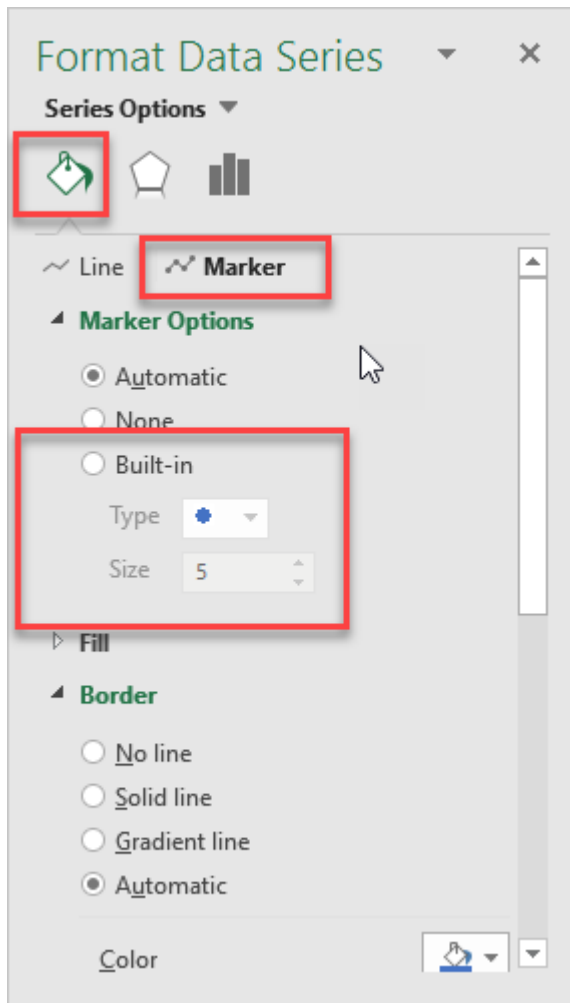 Format Data Series
Series Options
Line Marker
Marker Options
Automatic
None
Built-in
Type
Size 5
Fill
Border
No line
Solid line
Gradient line
Automatic
Color